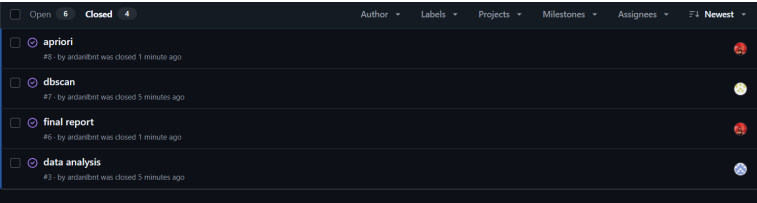 Open 6 Closed 4 Author Labels Projects Milestones Assignees Newest
apriori
#8 · by ardanlbnt was closed 1 minute ago
dbscan
#7 · by ardanlbnt was closed 5 minutes ago
final report
#6 · by ardanlbnt was closed 1 minute ago
data analysis
#3 · by ardanlbnt was closed 5 minutes ago